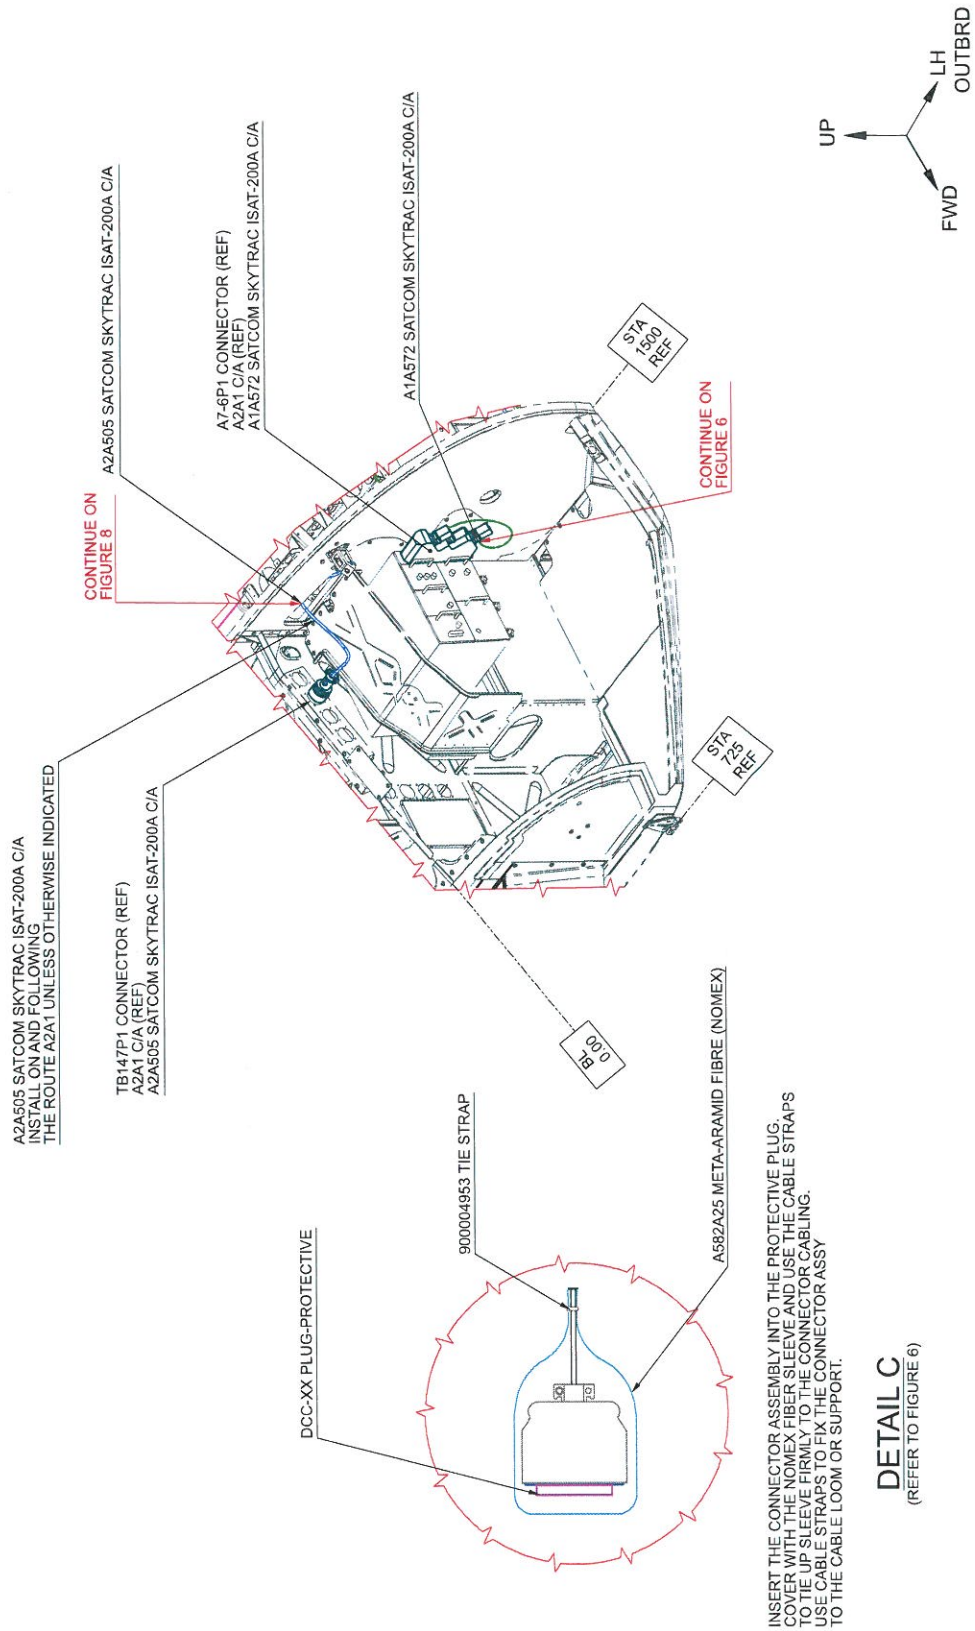 A2A505 SATCOM SKYTRAC ISAT-200A C/A
INSTALL ON AND FOLLOWING
THE ROUTE A2A1 UNLESS OTHERWISE INDICATED
TB147P1 CONNECTOR (REF)
A2A1 C/A (REF)
A2A505 SATCOM SKYTRAC ISAT-200A C/A
CONTINUE ON
FIGURE 8
A2A505 SATCOM SKYTRAC ISAT-200A C/A
A7-6P1 CONNECTOR (REF)
A2A1 C/A (REF)
A1A572 SATCOM SKYTRAC ISAT-200A C/A
A1A572 SATCOM SKYTRAC ISAT-200A C/A
CONTINUE ON
FIGURE 6
STA
1500
REF
STA
725
REF
BL
0.00
UP
FWD
LH
OUTBRD
DCC-XX PLUG-PROTECTIVE
900004953 TIE STRAP
A582A25 META-ARAMID FIBRE (NOMEX)
INSERT THE CONNECTOR ASSEMBLY INTO THE PROTECTIVE PLUG.
COVER WITH THE NOMEX FIBER SLEEVE AND USE THE CABLE STRAPS
TO TIE UP SLEEVE FIRMLY TO THE CONNECTOR CABLING.
USE CABLE STRAPS TO FIX THE CONNECTOR ASSY
TO THE CABLE LOOM OR SUPPORT.
DETAIL C
(REFER TO FIGURE 6)